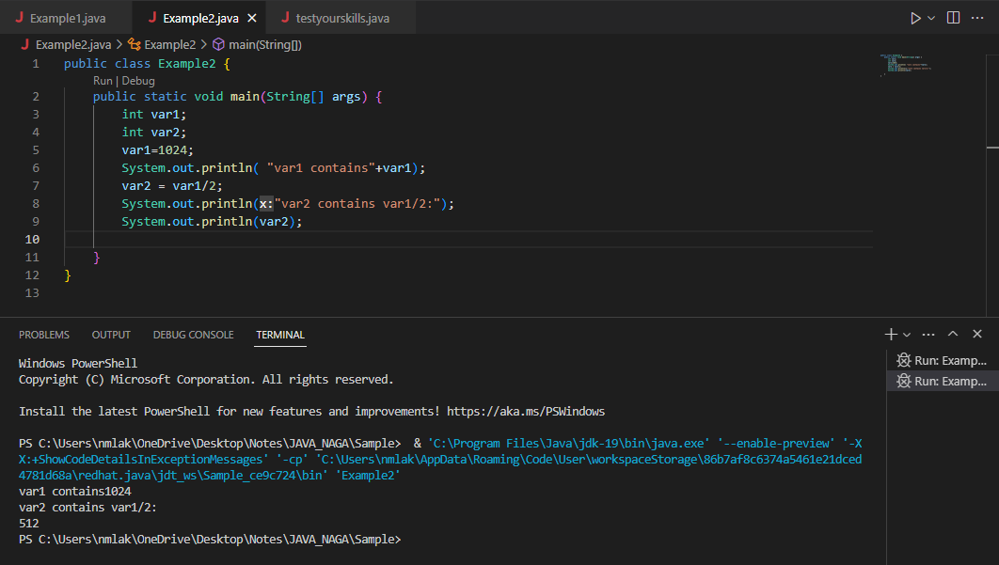 J Example1.java
J Example2.java ×
J testyourskills.java
J Example2.java > Example2 > main(String[])
1 public class Example2 {
Run | Debug
2 public static void main(String[] args) {
3 int var1;
4 int var2;
5 var1=1024;
6 System.out.println( "var1 contains"+var1);
7 var2 = var1/2;
8 System.out.println(x:"var2 contains var1/2:");
9 System.out.println(var2);
10
11 }
12 }
13
PROBLEMS OUTPUT DEBUG CONSOLE TERMINAL
Run: Examp...
Run: Examp...
Windows PowerShell
Copyright (C) Microsoft Corporation. All rights reserved.
Install the latest PowerShell for new features and improvements! https://aka.ms/PSWindows
PS C:\Users\nmlak\OneDrive\Desktop\Notes\JAVA_NAGA\Sample>  & 'C:\Program Files\Java\jdk-19\bin\java.exe' '--enable-preview' '-X
X:+ShowCodeDetailsInExceptionMessages' '-cp' 'C:\Users\nmlak\AppData\Roaming\Code\User\workspaceStorage\86b7af8c6374a5461e21dced
4781d68a\redhat.java\jdt_ws\Sample_ce9c724\bin' 'Example2'
var1 contains1024
var2 contains var1/2:
512
PS C:\Users\nmlak\OneDrive\Desktop\Notes\JAVA_NAGA\Sample>